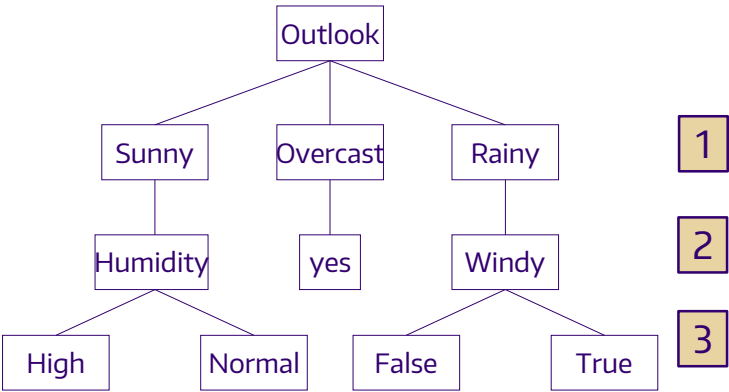 Outlook
Sunny
Overcast
Rainy
1
Humidity
yes
Windy
2
High
Normal
False
True
3